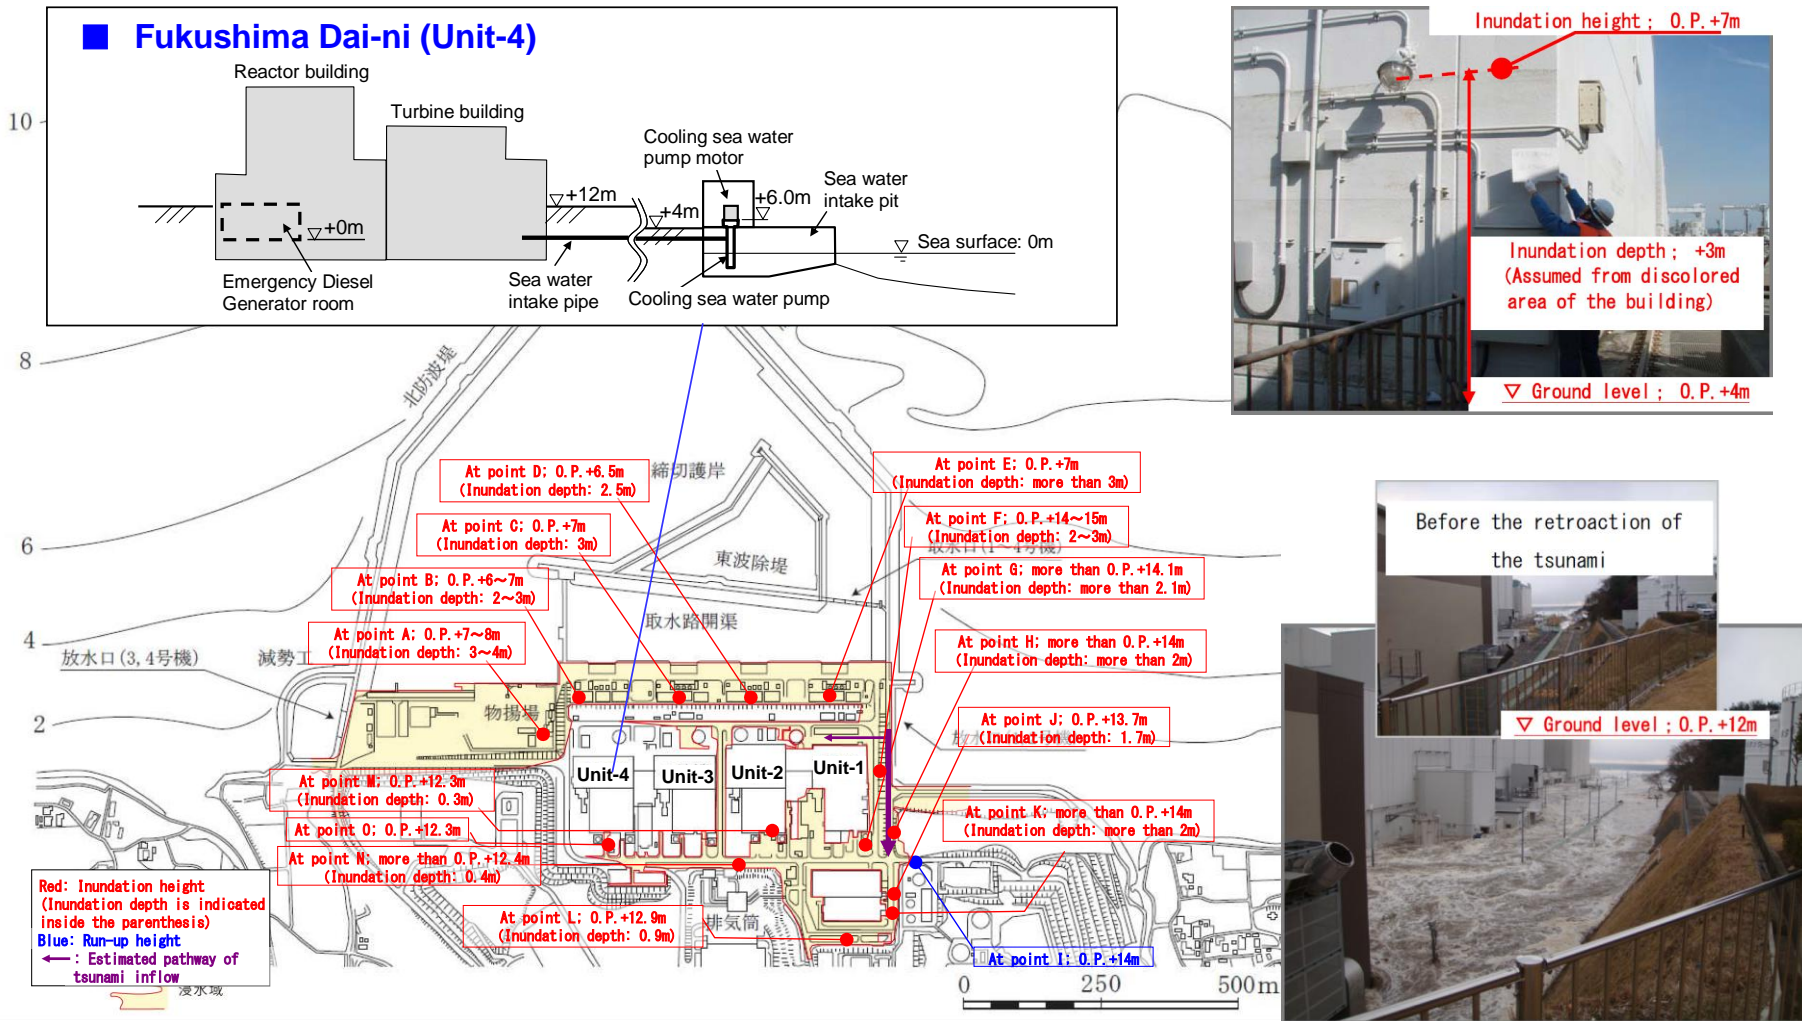 ■ Fukushima Dai-ni (Unit-4)
Reactor building
Turbine building
Cooling sea water
pump motor
Sea water
intake pit
+12m
+4m
+6.0m
+0m
Sea surface: 0m
Emergency Diesel
Generator room
Sea water
intake pipe
Cooling sea water pump
10
8
6
4
2
Inundation height; O.P.+7m
Inundation depth; +3m
(Assumed from discolored
area of the building)
▽ Ground level; O.P.+4m
北防波堤
締切護岸
東波除堤
取水口(1~4号機)
取水路開渠
放水口(3,4号機)
減勢工
物揚場
排気筒
At point D; O.P.+6.5m
(Inundation depth: 2.5m)
At point C; O.P.+7m
(Inundation depth: 3m)
At point B; O.P.+6~7m
(Inundation depth: 2~3m)
At point A; O.P.+7~8m
(Inundation depth: 3~4m)
At point E; O.P.+7m
(Inundation depth: more than 3m)
At point F; O.P.+14~15m
(Inundation depth: 2~3m)
At point G; more than O.P.+14.1m
(Inundation depth: more than 2.1m)
At point H; more than O.P.+14m
(Inundation depth: more than 2m)
At point J; O.P.+13.7m
(Inundation depth: 1.7m)
Unit-4
Unit-3
Unit-2
Unit-1
At point M; O.P.+12.3m
(Inundation depth: 0.3m)
At point O; O.P.+12.3m
At point N; more than O.P.+12.4m
(Inundation depth: 0.4m)
At point K; more than O.P.+14m
(Inundation depth: more than 2m)
At point L; O.P.+12.9m
(Inundation depth: 0.9m)
At point I; O.P.+14m
Red: Inundation height
(Inundation depth is indicated
inside the parenthesis)
Blue: Run-up height
←: Estimated pathway of
tsunami inflow
浸水域
0 250 500m
Before the retroaction of
the tsunami
▽ Ground level;O.P.+12m